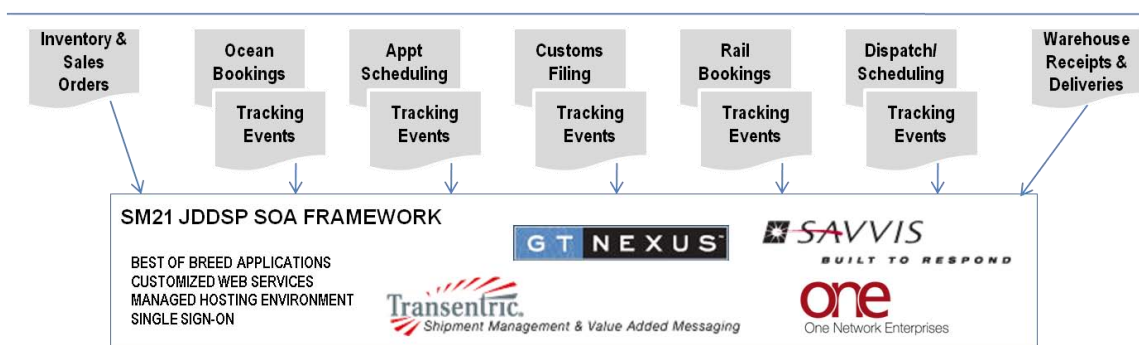 Inventory &
Sales
Orders
Ocean
Bookings
Tracking
Events
Appt
Scheduling
Tracking
Events
Customs
Filing
Tracking
Events
Rail
Bookings
Tracking
Events
Dispatch/
Scheduling
Tracking
Events
Warehouse
Receipts &
Deliveries
SM21 JDDSP SOA FRAMEWORK
BEST OF BREED APPLICATIONS
CUSTOMIZED WEB SERVICES
MANAGED HOSTING ENVIRONMENT
SINGLE SIGN-ON
GT NEXUS™
SAVVIS
BUILT TO RESPOND
Transentric.
Shipment Management & Value Added Messaging
one
One Network Enterprises